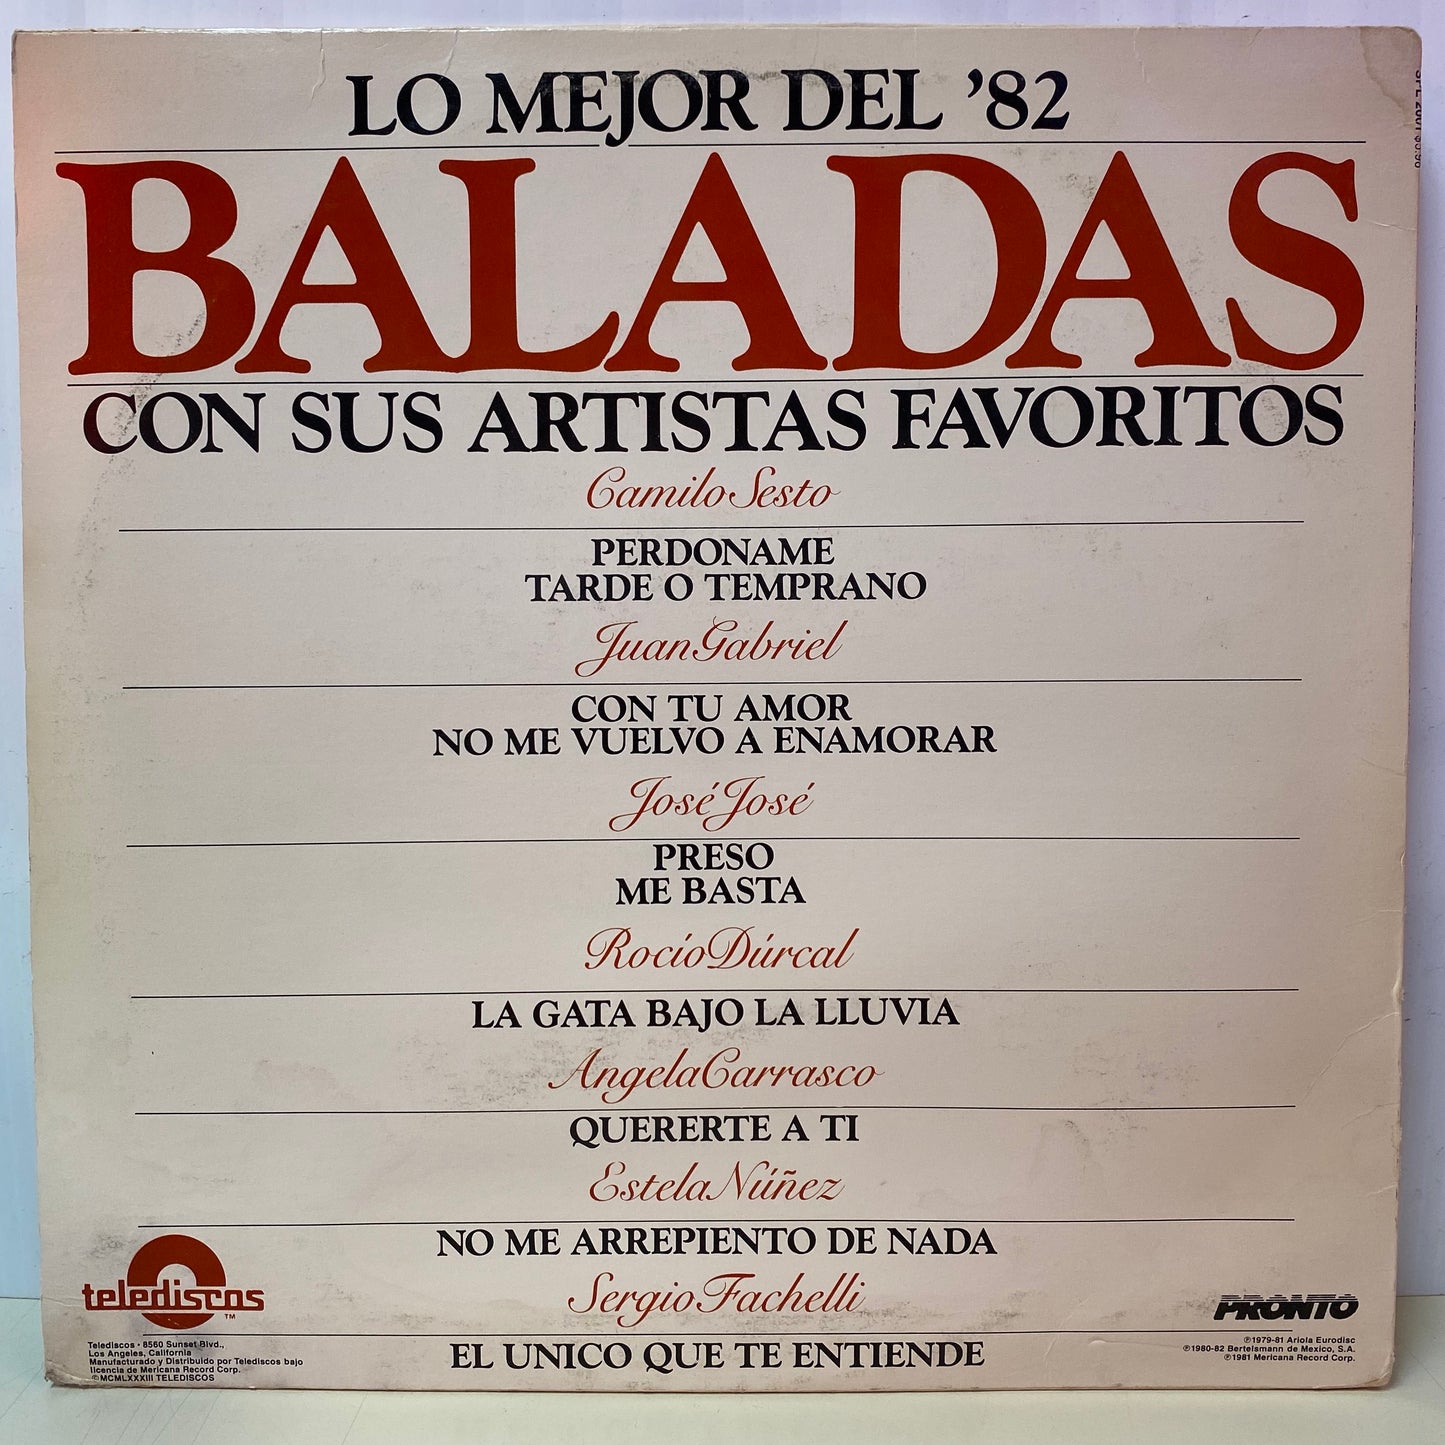 LO MEJOR DEL '82
BALADAS
CON SUS ARTISTAS FAVORITOS
Camilo Sesto
PERDONAME
TARDE O TEMPRANO
Juan Gabriel
CON TU AMOR
NO ME VUELVO A ENAMORAR
José José
PRESO
ME BASTA
Rocío Dúrcal
LA GATA BAJO LA LLUVIA
Angela Carrasco
QUERERTE A TI
Estela Núñez
NO ME ARREPIENTO DE NADA
Sergio Fachelli
EL UNICO QUE TE ENTIENDE
telediscos
TM
Teledíscos • 8560 Sunset Blvd.,
Los Angeles, California
Manufacturado y Distribuido por Telediscos bajo
licencia de Mericana Record Corp.
©MCMLXXXIII TELEDISCOS
PRONTO
℗1979-81 Ariola Eurodisc
℗1980-82 Bertelsmann de Mexico, S.A.
℗1981 Mericana Record Corp.